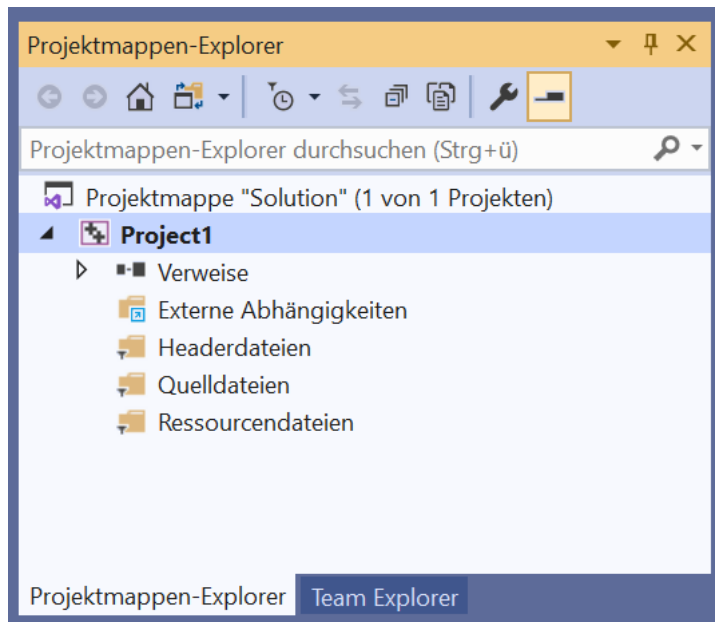 Projektmappen-Explorer
Projektmappen-Explorer durchsuchen (Strg+ü)
Projektmappe "Solution" (1 von 1 Projekten)
Project1
Verweise
Externe Abhängigkeiten
Headerdateien
Quelldateien
Ressourcendateien
Projektmappen-Explorer Team Explorer